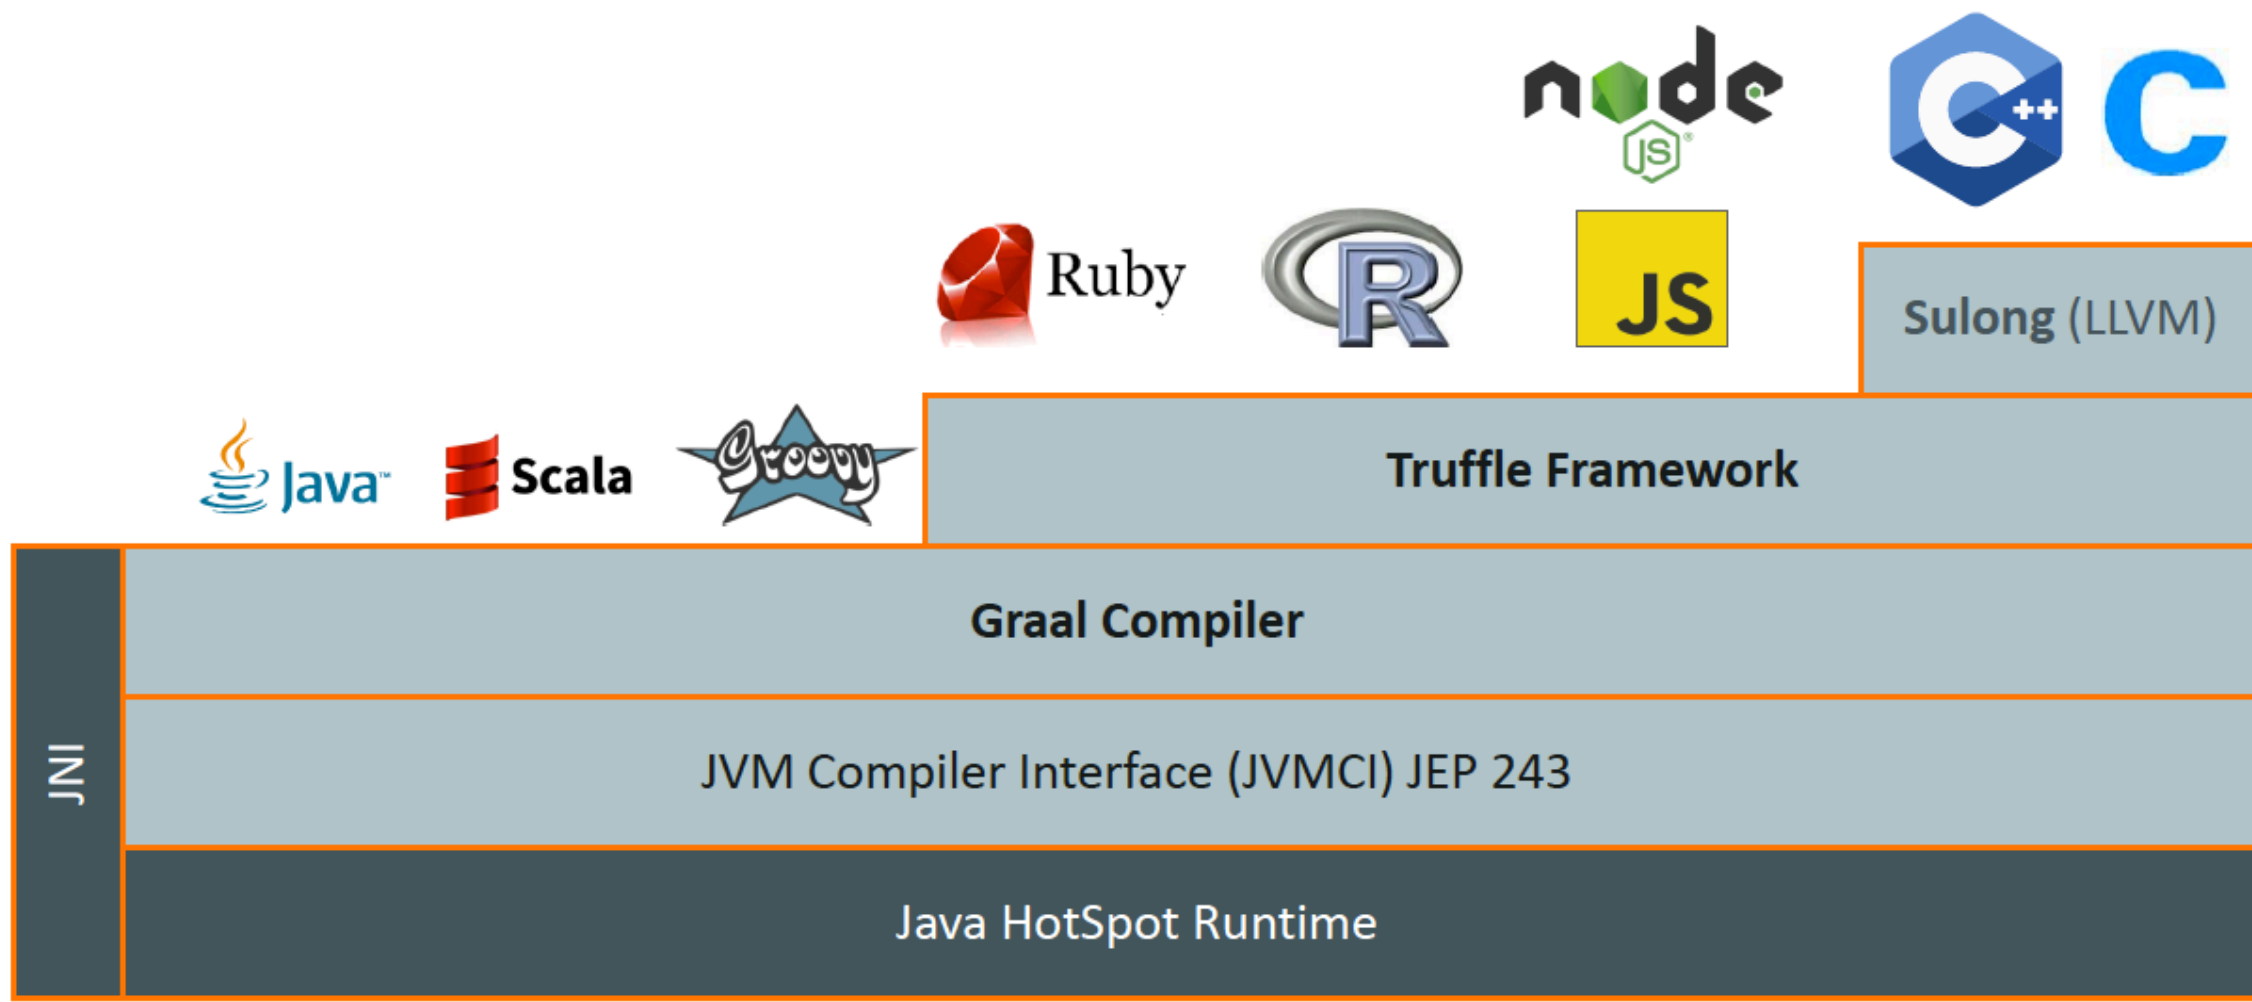 node
JS®
C++
C
Ruby
R
JS
Sulong (LLVM)
Java™
Scala
Groovy
Truffle Framework
Graal Compiler
JNI
JVM Compiler Interface (JVMCI) JEP 243
Java HotSpot Runtime